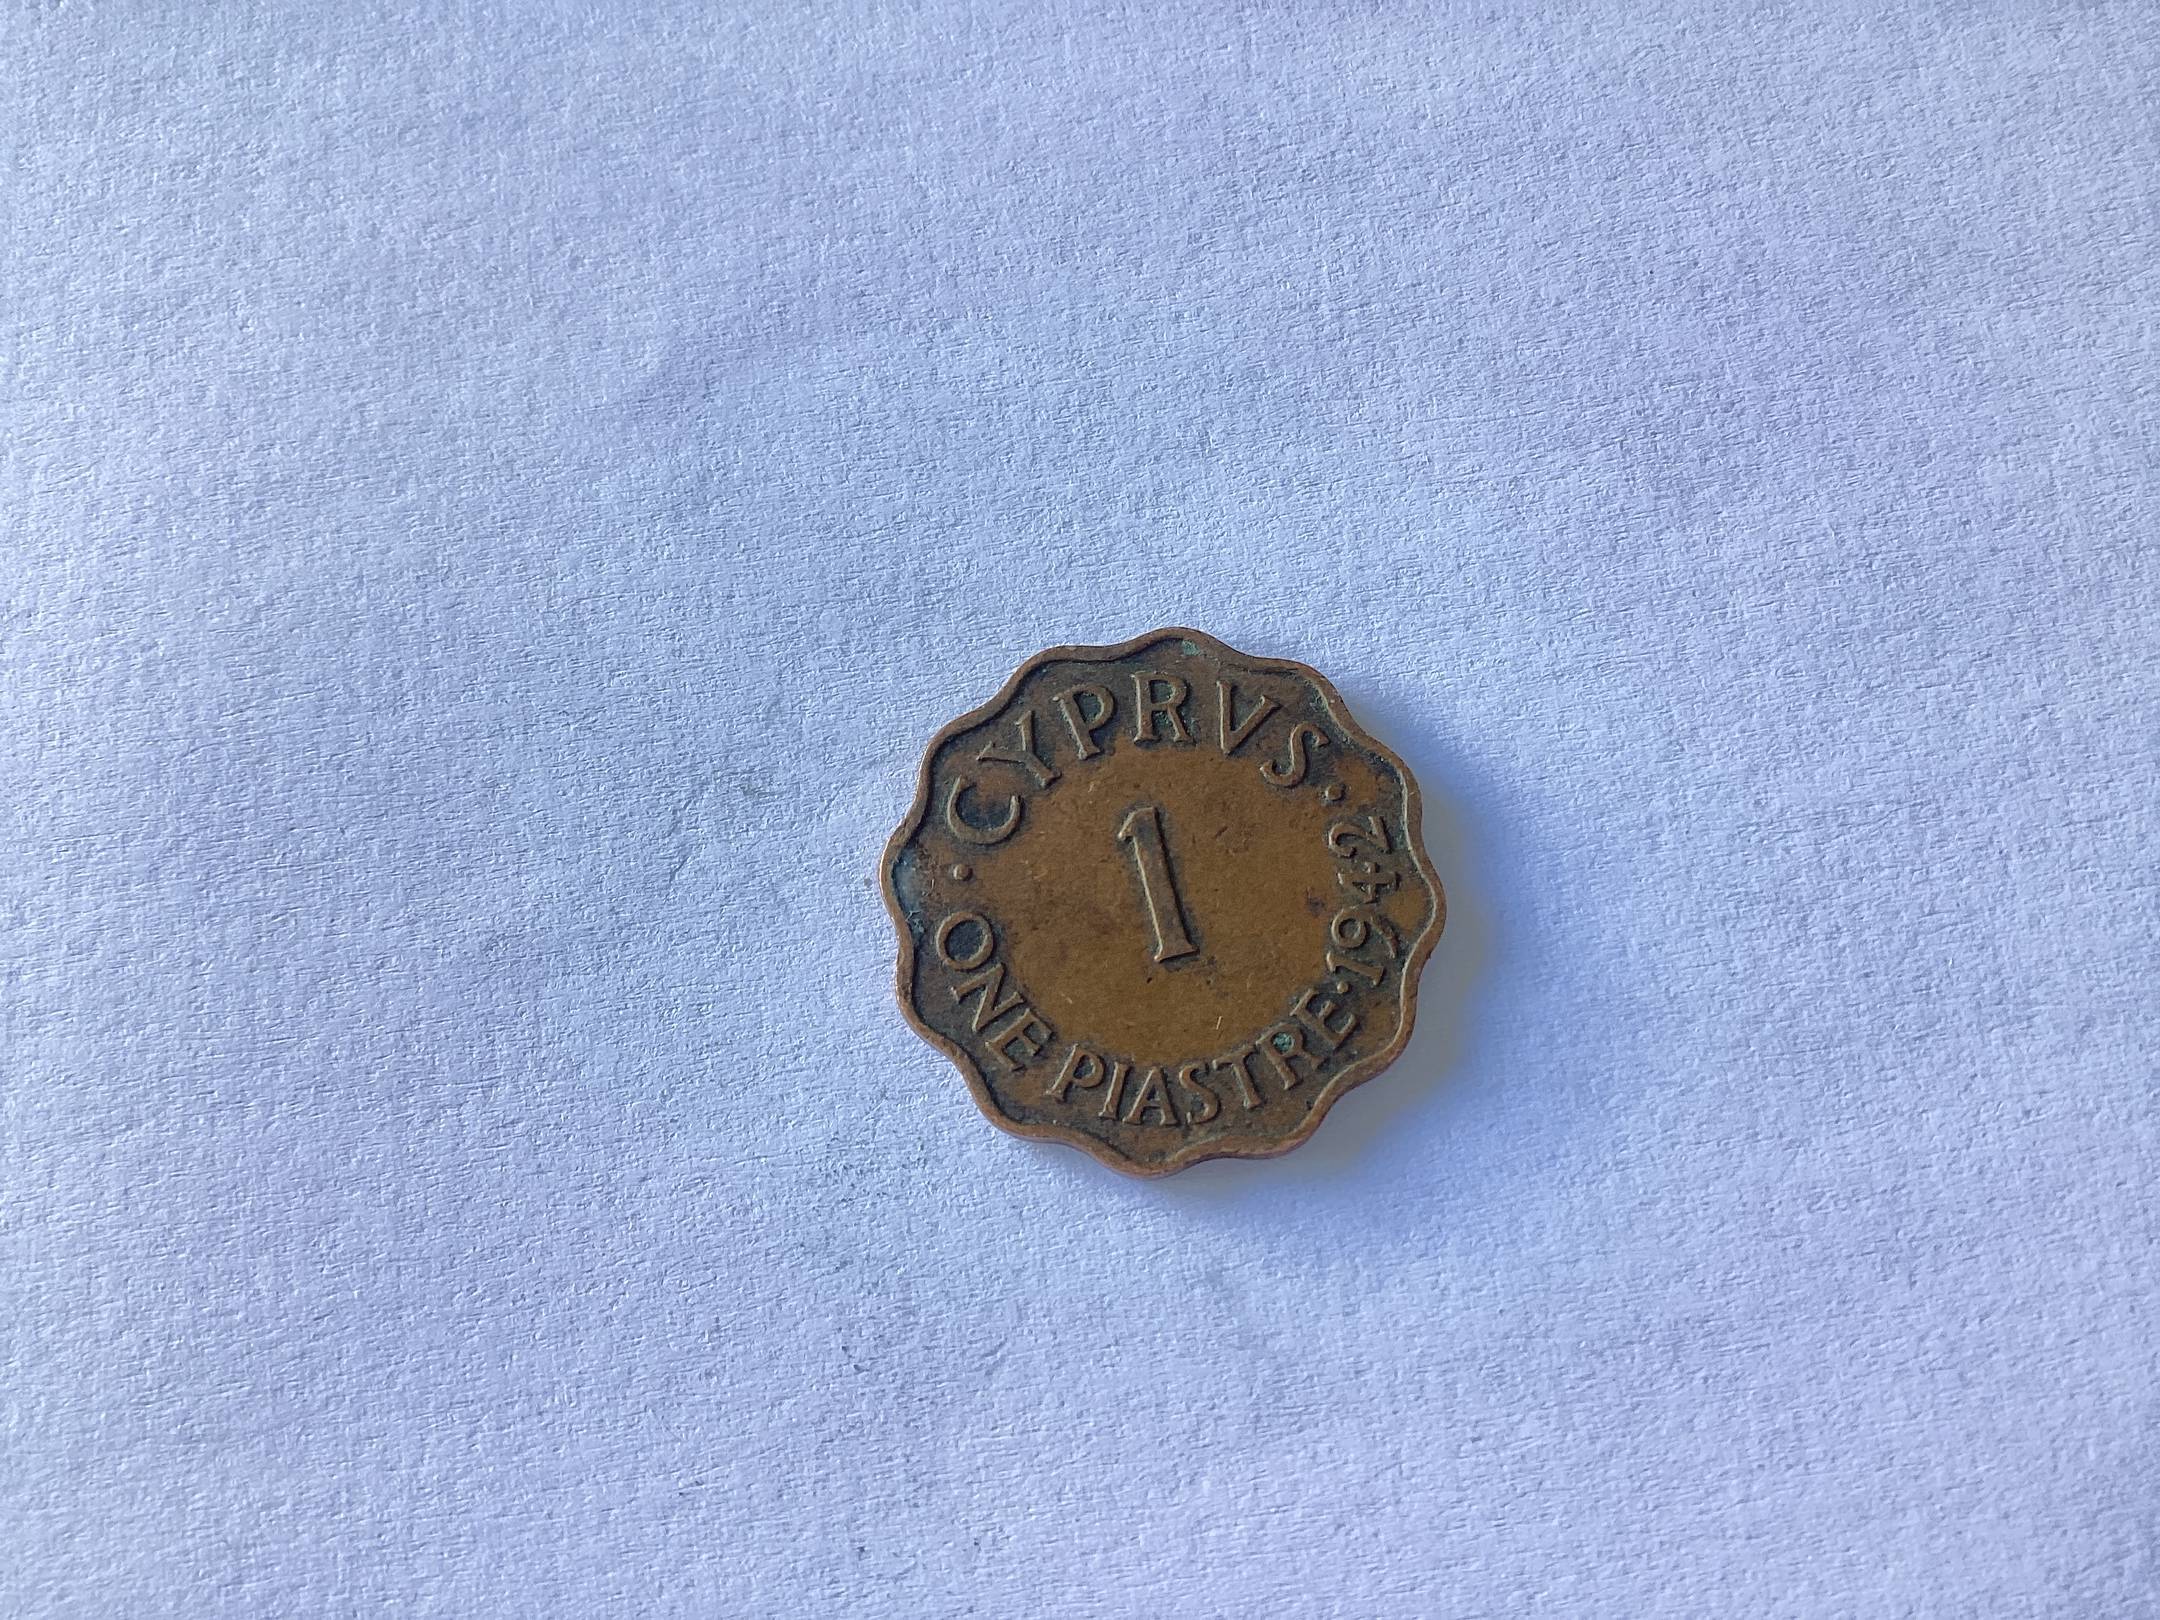 ·CYPRVS·
1
ONE PIASTRE·1942